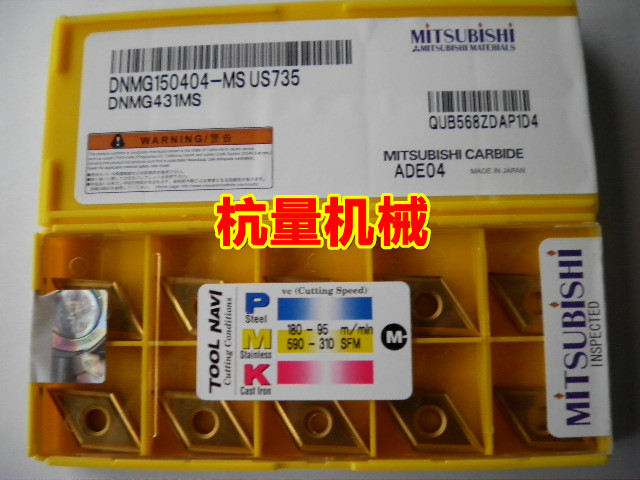 MITSUBISHI
MITSUBISHI MATERIALS
DNMG150404-MS US735
DNMG431MS
QUB568ZDAP1D4
WARNING/警告
MITSUBISHI CARBIDE
ADE04
MADE IN JAPAN
杭量机械
TOOL NAVI
Cutting Conditions
vc (Cutting Speed)
P
Steel
180 - 95 m/min
M
Stainless
590 - 310 SFM
M
K
Cast Iron
MITSUBISHI
INSPECTED